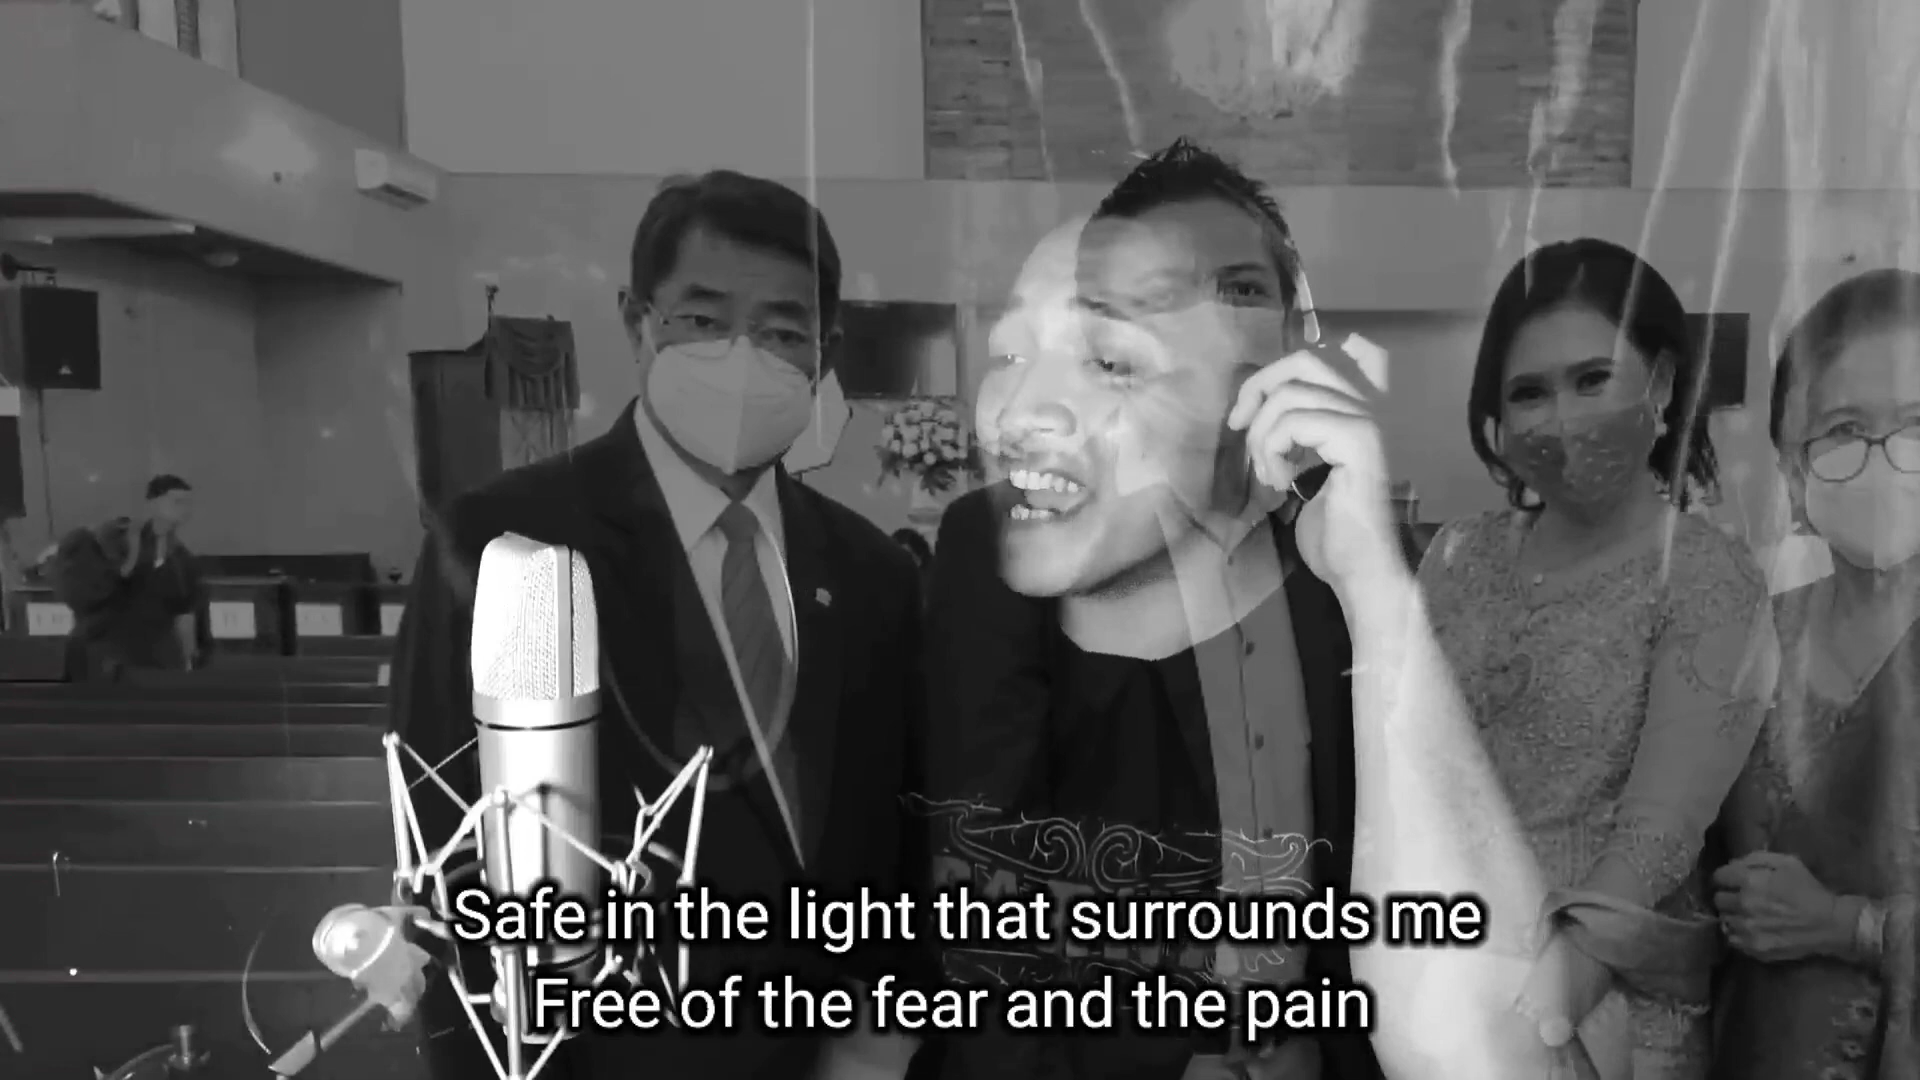 Safe in the light that surrounds me
Free of the fear and the pain